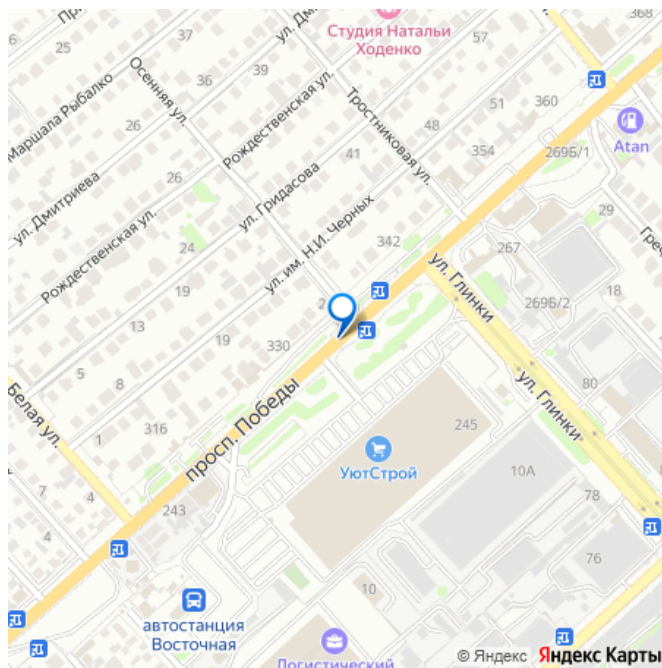 368
Студия Натальи
Ходенко
25
ул. Дмитриева
57
Осенняя ул.
36
39
Маршала Рыбалко
Рождественская ул.
Тростниковая ул.
51
360
Atan
26
48
41
354
269Б/1
ул. Дмитриева
26
ул. Гридасова
29
Рождественская ул.
24
ул. им. Н.И. Черных
342
267
ул. Глинки
269Б/2
18
19
13
19
330
5
8
просп. Победы
ул. Глинки
80
Белая ул.
1
316
245
УютСтрой
10А
7
4
243
78
4
76
10
автостанция
Восточная
Логистический
© Яндекс Яндекс Карты